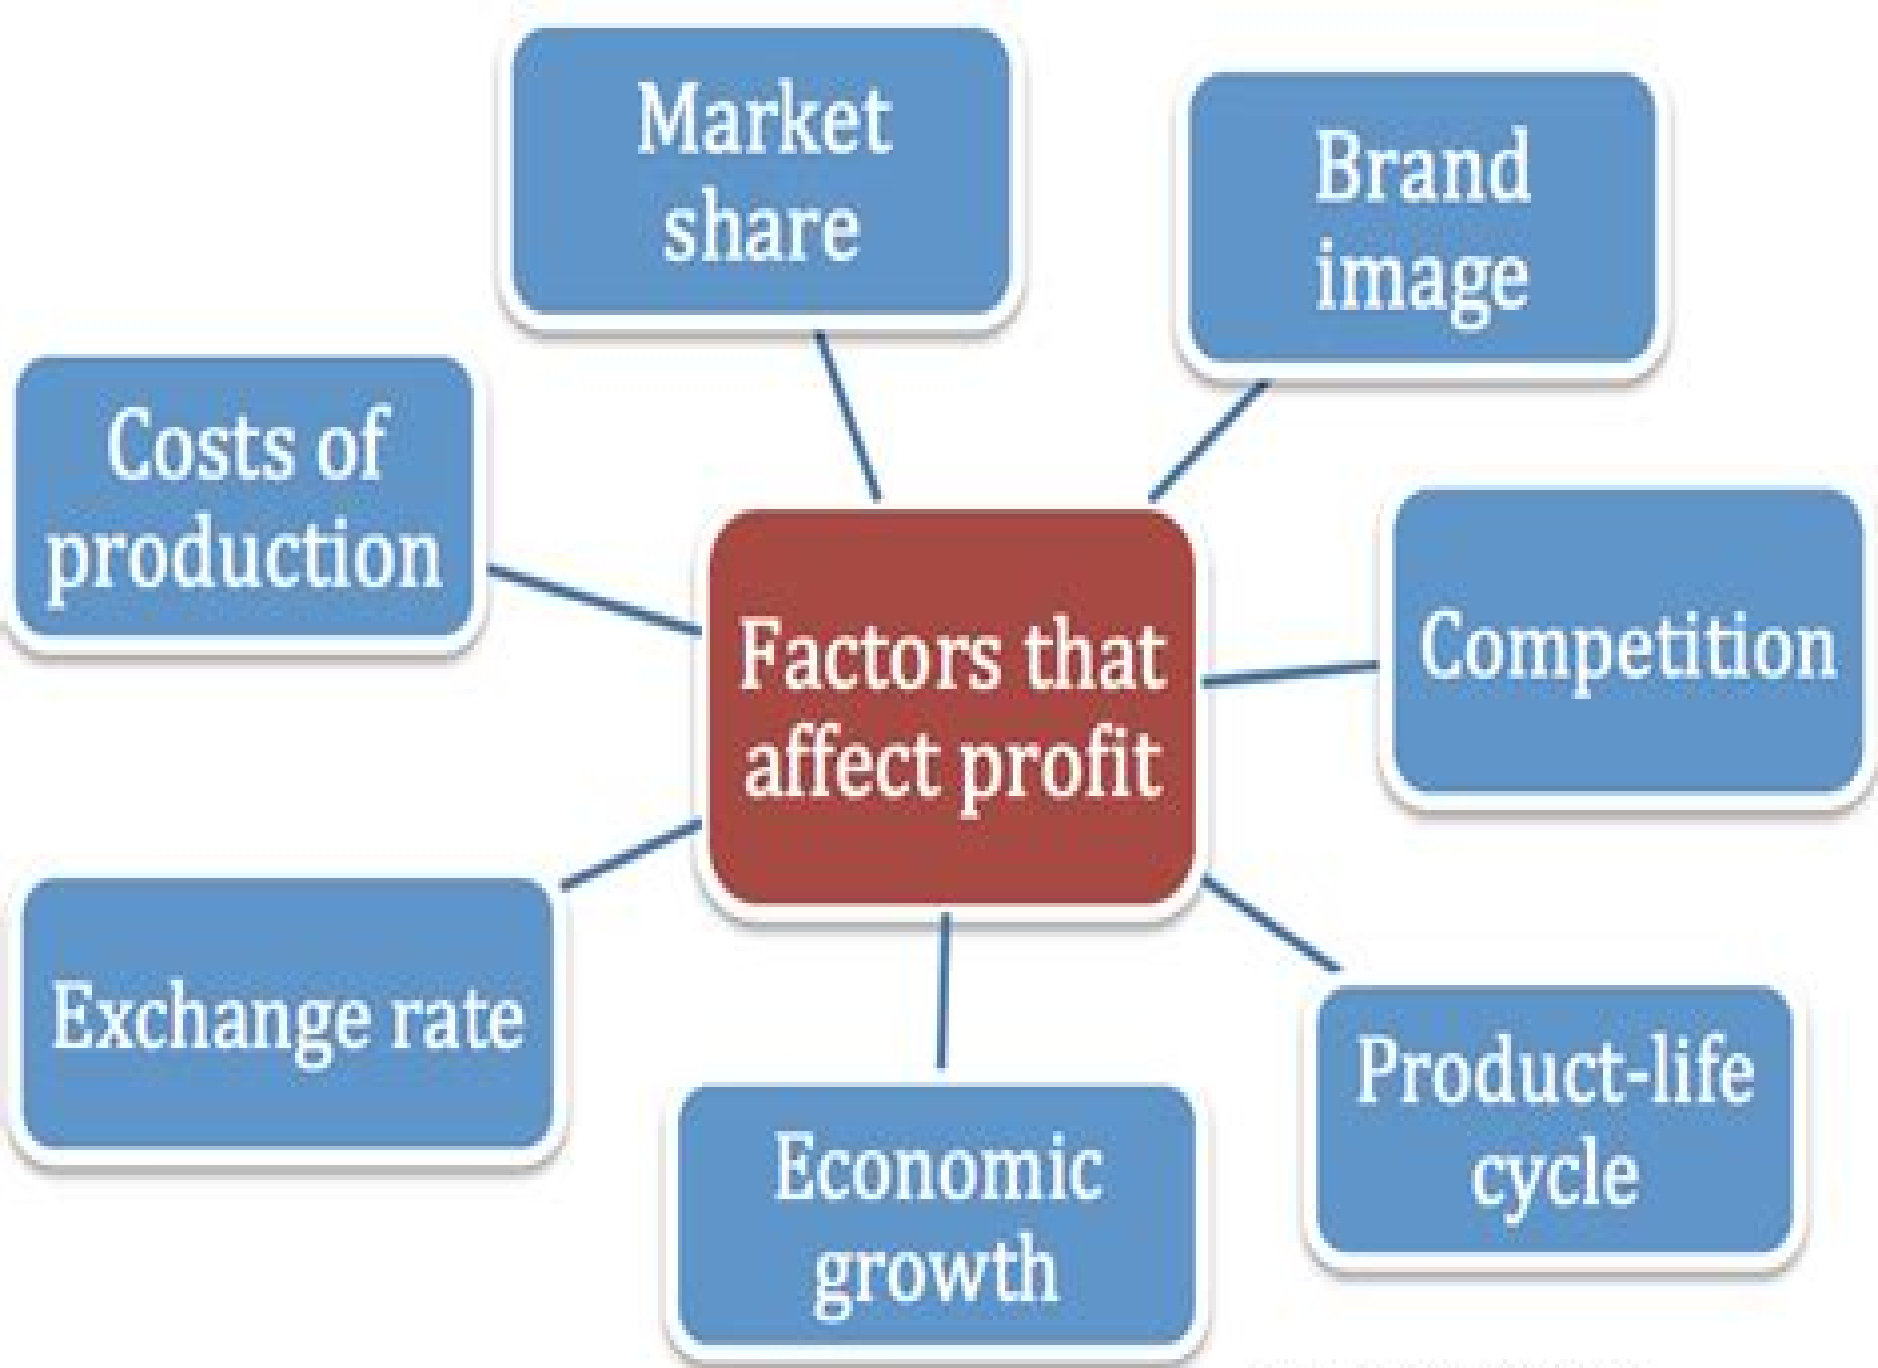 Market
share
Brand
image
Costs of
production
Factors that
affect profit
Competition
Exchange rate
Economic
growth
Product-life
cycle